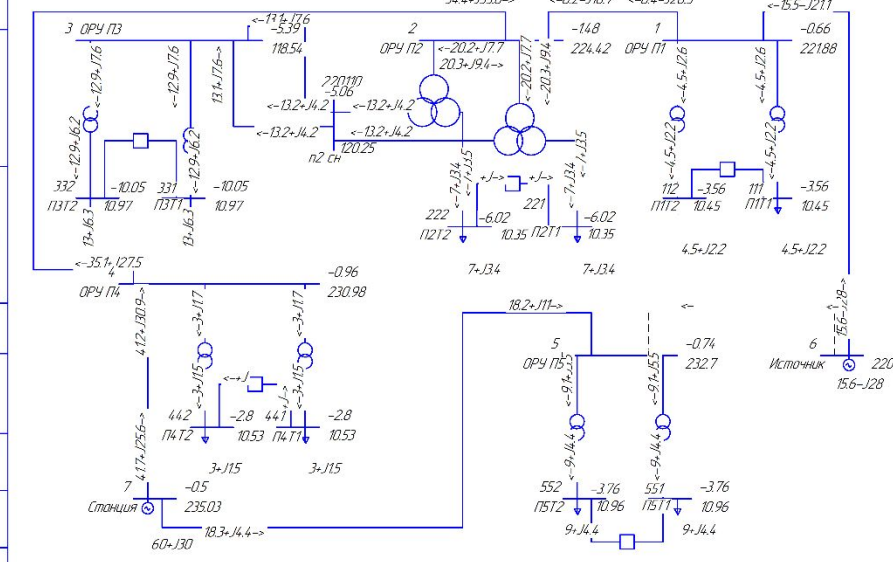 <-15.5-J21.1
<-13.1+J7.6
3 ОРУ П3
-5.39
118.54
2
ОРУ П2
-1.48
224.42
1
ОРУ П1
-0.66
221.88
<-12.9+J7.6
<-12.9+J7.6
13.1+J7.6->
<-20.2+J7.7
20.3+J9.4->
<-20.2+J7.7
<-20.3+J9.4
<-4.5+J2.6
<-4.5+J2.6
220110
-5.06
<-13.2+J4.2
<-13.2+J4.2
<-13.2+J4.2
<-13.2+J4.2
120.25
п2 сн
<-12.9+J6.2
<-12.9+J6.2
<-7+J3.4
<-7+J3.5
<-7+J3.4
<-7+J3.5
<-4.5+J2.2
<-4.5+J2.2
<+J->
<+J->
332
П3Т2
-10.05
10.97
331
П3Т1
-10.05
10.97
13+J6.3
13+J6.3
222
П2Т2
-6.02
10.35
221
П2Т1
-6.02
10.35
112
П1Т2
-3.56
10.45
111
П1Т1
-3.56
10.45
7+J3.4
7+J3.4
4.5+J2.2
4.5+J2.2
<-35.1+J27.5
4
ОРУ П4
-0.96
230.98
41.2+J30.9->
<-3+J1.7
<-3+J1.7
18.2+J11->
<-
15.6-J28->
5
ОРУ П5
-0.74
232.7
6
Источник
220
15.6-J28
<-3+J1.5
<-3+J1.5
<-+J
<-9.1+J5.5
<-9.1+J5.5
442
П4Т2
-2.8
10.53
441
П4Т1
-2.8
10.53
3+J1.5
3+J1.5
41.7+J25.6->
<-9+J4.4
<-9+J4.4
7
Станция
-0.5
235.03
18.3+J4.4->
60+J30
552
П5Т2
-3.76
10.96
551
П5Т1
-3.76
10.96
9+J4.4
9+J4.4